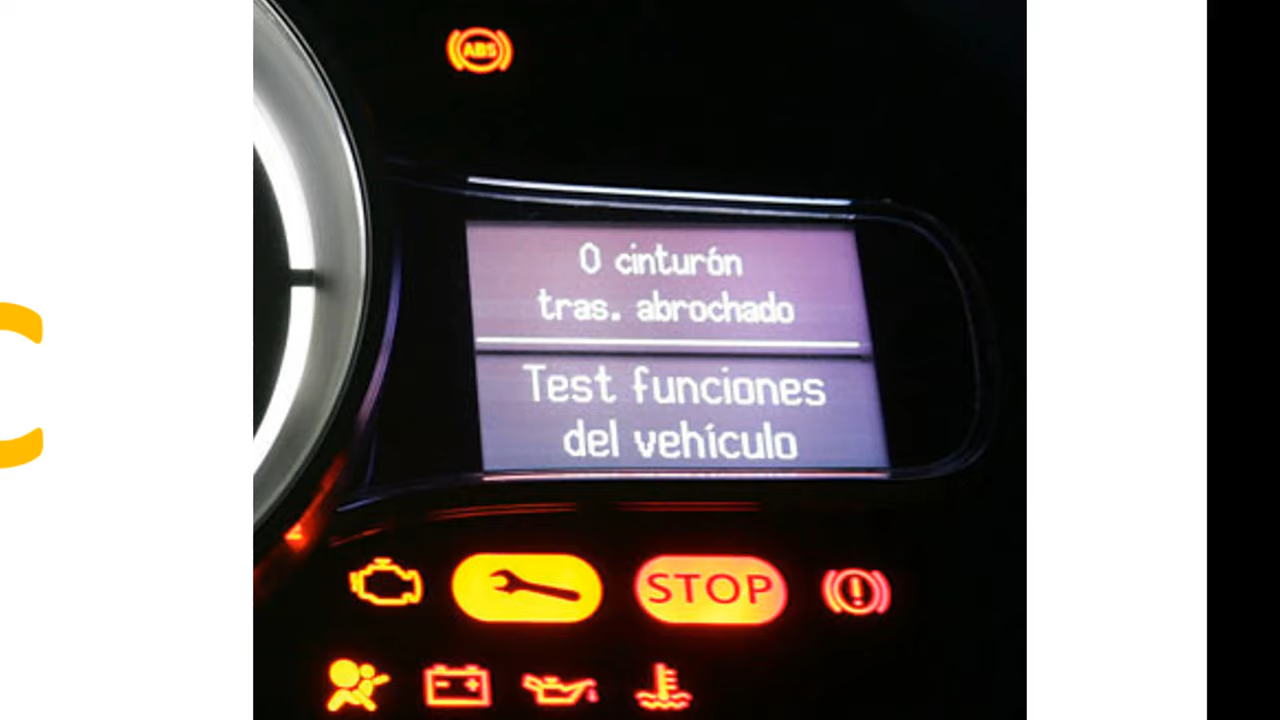 ABS
0 cinturón
tras. abrochado
Test funciones
del vehículo
STOP